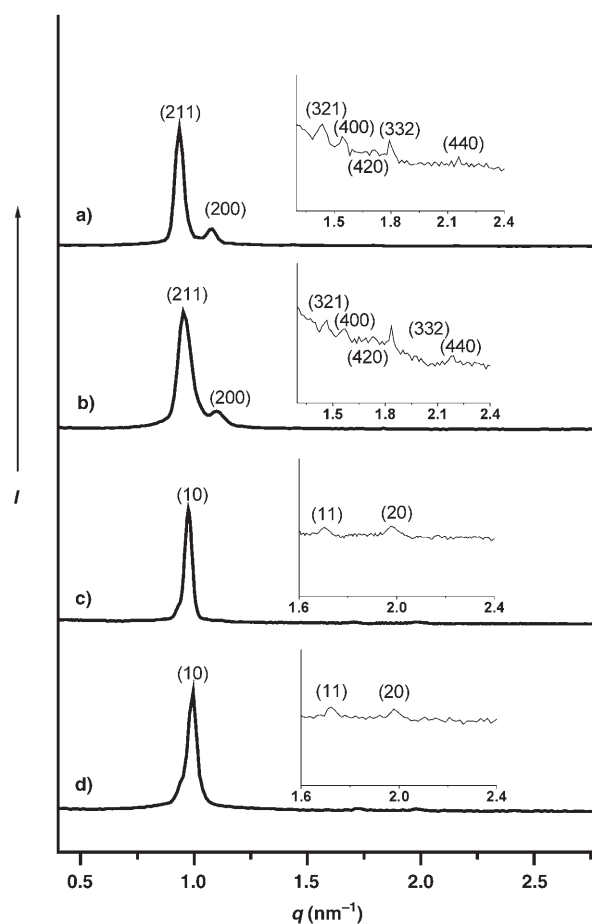 (211)
(200)
a)
(321)
(400)
(332)
(440)
(420)
1.5 1.8 2.1 2.4
(211)
(200)
b)
(321)
(400)
(332)
(440)
(420)
1.5 1.8 2.1 2.4
I
(10)
c)
(11) (20)
1.6 2.0 2.4
(10)
d)
(11) (20)
1.6 2.0 2.4
0.5 1.0 1.5 2.0 2.5
q (nm⁻¹)